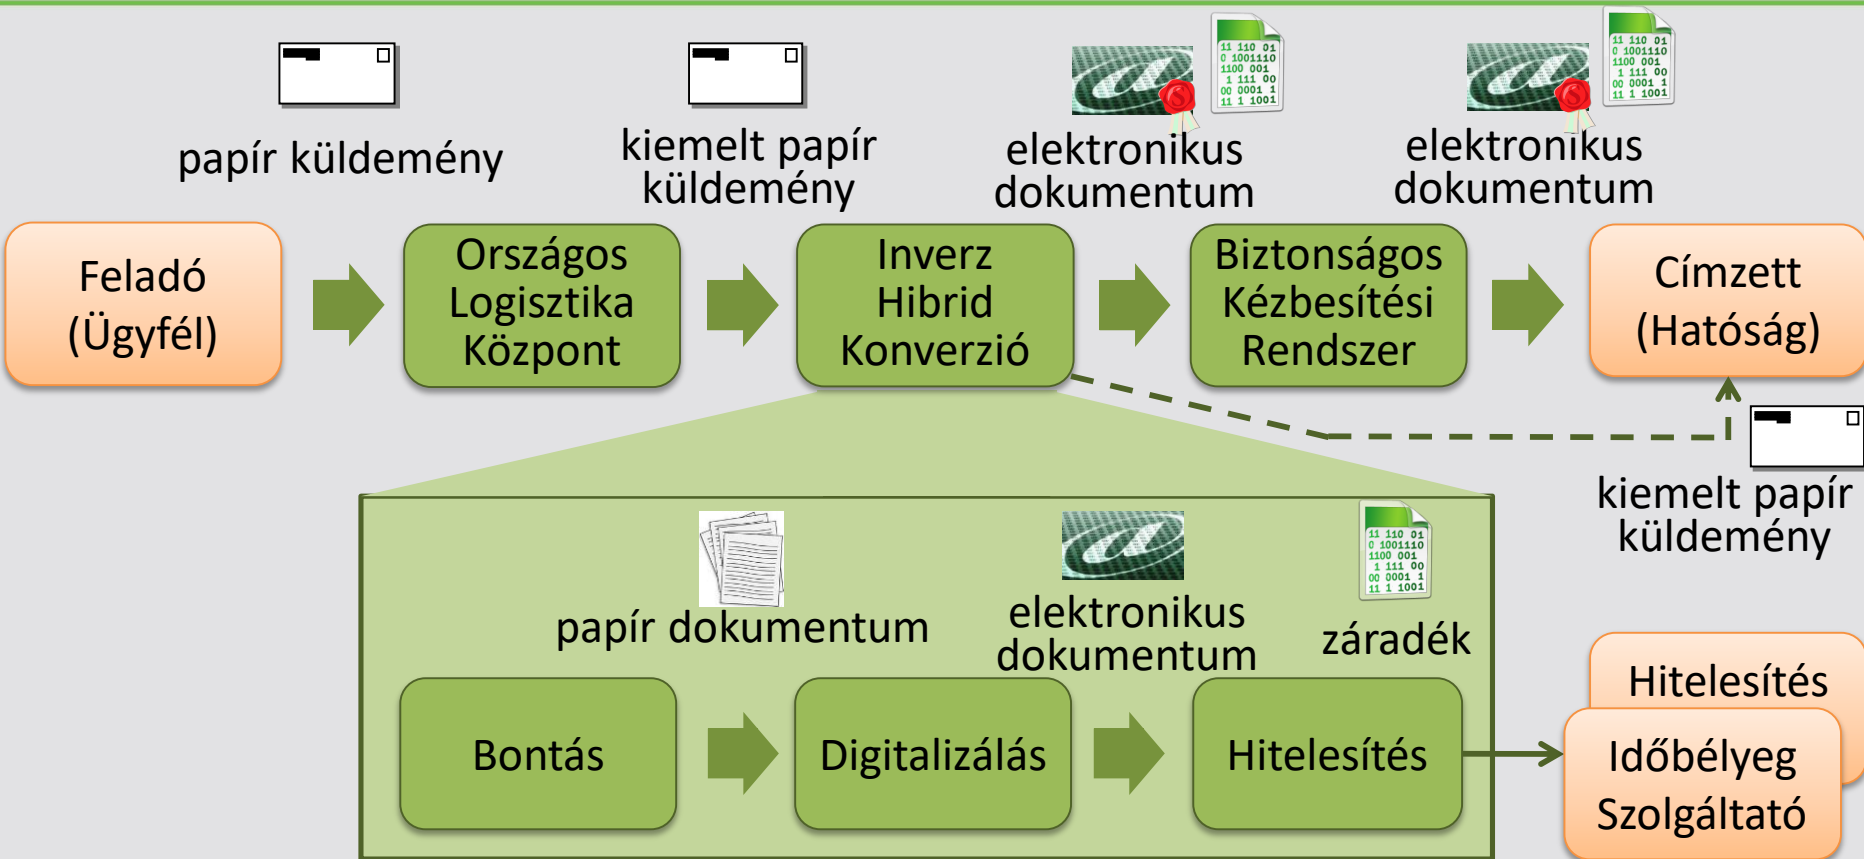 papír küldemény
kiemelt papír
küldemény
elektronikus
dokumentum
elektronikus
dokumentum
Feladó
(Ügyfél)
Országos
Logisztika
Központ
Inverz
Hibrid
Konverzió
Biztonságos
Kézbesítési
Rendszer
Címzett
(Hatóság)
kiemelt papír
küldemény
papír dokumentum
elektronikus
dokumentum
záradék
Bontás
Digitalizálás
Hitelesítés
Hitelesítés
Időbélyeg
Szolgáltató